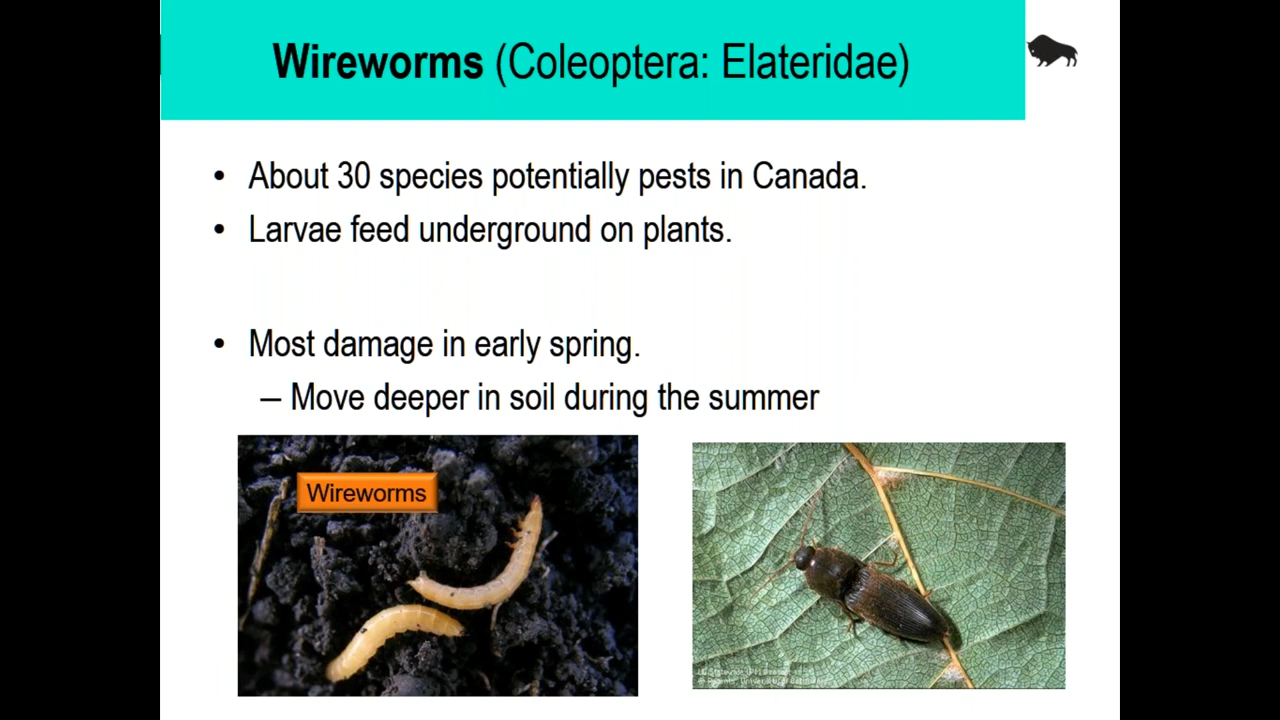 Wireworms (Coleoptera: Elateridae)
• About 30 species potentially pests in Canada.
• Larvae feed underground on plants.
• Most damage in early spring.
– Move deeper in soil during the summer
Wireworms